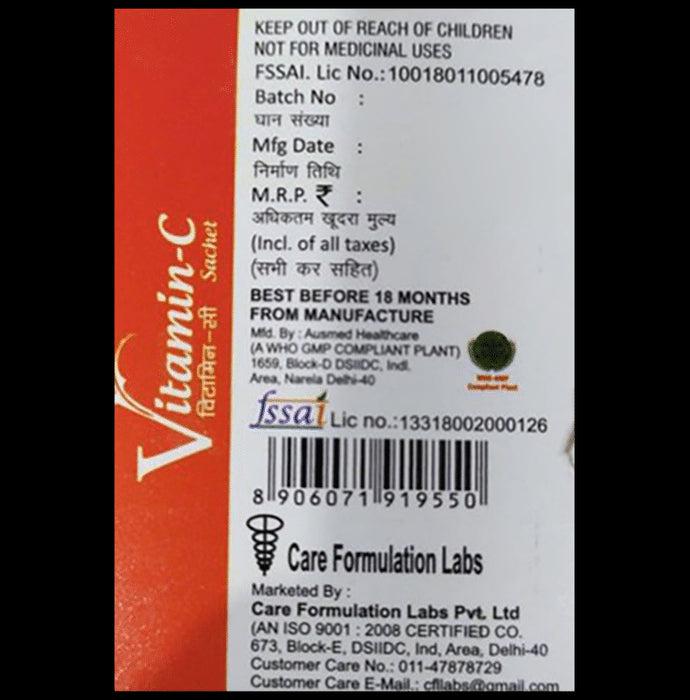 Vitamin-C
विटामिन-सी Sachet
KEEP OUT OF REACH OF CHILDREN
NOT FOR MEDICINAL USES
FSSAI. Lic No.:10018011005478
Batch No :
घान संख्या
Mfg Date :
निर्माण तिथि
M.R.P. ₹ :
अधिकतम खूदरा मुल्य
(Incl. of all taxes)
(सभी कर सहित)
BEST BEFORE 18 MONTHS
FROM MANUFACTURE
Mfd. By : Ausmed Healthcare
(A WHO GMP COMPLIANT PLANT)
1659, Block-D DSIIDC, Indl.
Area, Narela Delhi-40
WHO-GMP
Compliant Plant
fssai Lic no.:13318002000126
8 906071 919550
Care Formulation Labs
Marketed By :
Care Formulation Labs Pvt. Ltd
(AN ISO 9001 : 2008 CERTIFIED CO.
673, Block-E, DSIIDC, Ind, Area, Delhi-40
Customer Care No.: 011-47878729
Customer Care E-Mail.: cfllabs@gmail.com